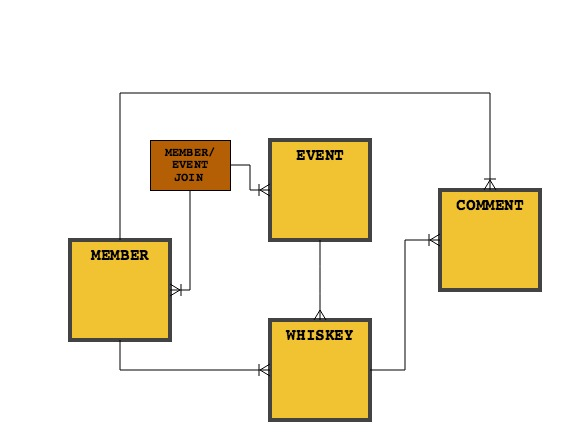 MEMBER/
EVENT
JOIN
EVENT
COMMENT
MEMBER
WHISKEY